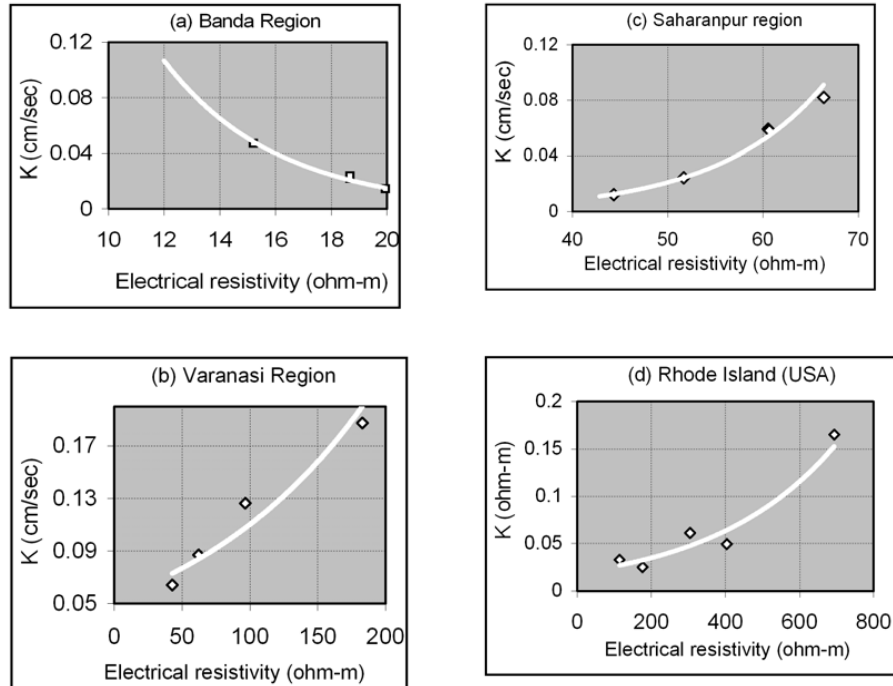 (a) Banda Region
0.12
0.08
0.04
0
K (cm/sec)
10 12 14 16 18 20
Electrical resistivity (ohm-m)
(c) Saharanpur region
0.12
0.08
0.04
0
K (cm/sec)
40 50 60 70
Electrical resistivity (ohm-m)
(b) Varanasi Region
0.17
0.13
0.09
0.05
K (cm/sec)
0 50 100 150 200
Electrical resistivity (ohm-m)
(d) Rhode Island (USA)
0.2
0.15
0.1
0.05
0
K (ohm-m)
0 200 400 600 800
Electrical resistivity (ohm-m)